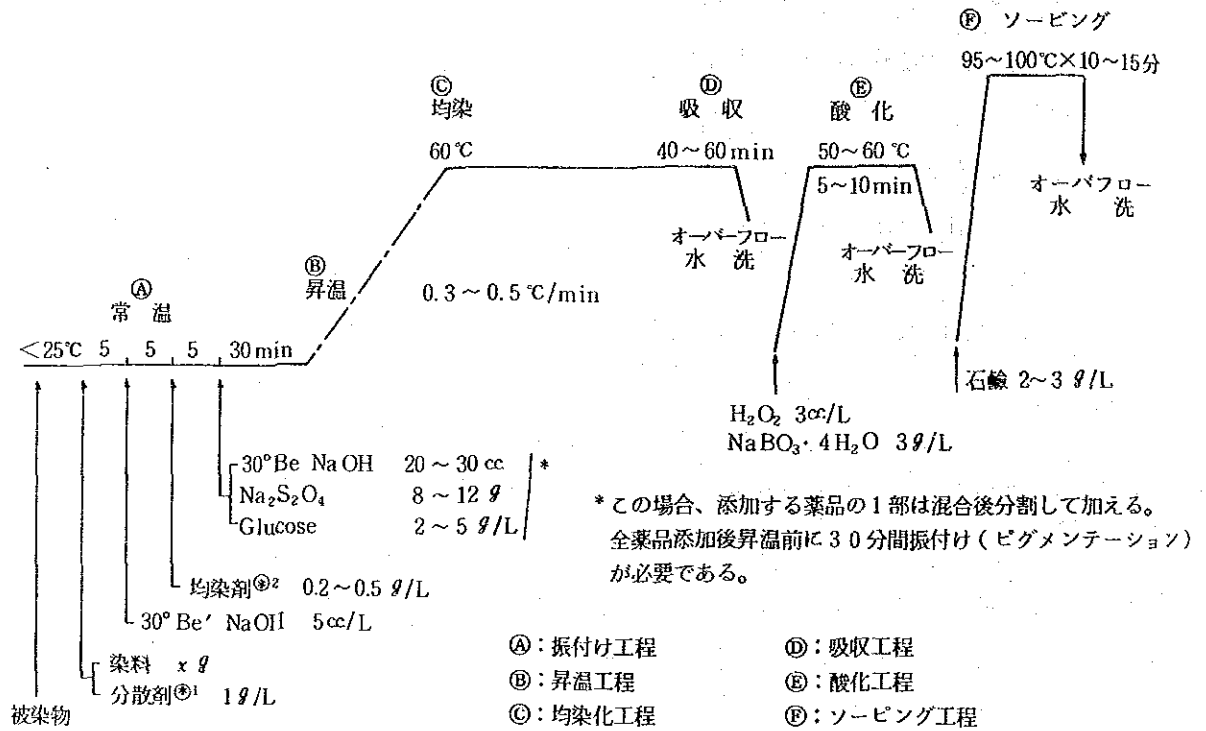 Ⓕ ソーピング
95~100℃×10~15分
Ⓒ
均染
Ⓓ
吸収
Ⓔ
酸化
60℃
40~60min
50~60℃
5~10min
オーバフロー
水洗
オーバーフロー
水洗
オーバーフロー
水洗
Ⓑ
昇温
0.3~0.5℃/min
Ⓐ
常温
<25℃ 5 5 5 30min
石鹸 2~3 g/L
H₂O₂ 3cc/L
NaBO₃・4H₂O 3g/L
30°Be NaOH 20~30 cc *
Na₂S₂O₄ 8~12 g
Glucose 2~5 g/L
*この場合、添加する薬品の1部は混合後分割して加える。
全薬品添加後昇温前に30分間振付け(ピグメンテーション)
が必要である。
均染剤㊟² 0.2~0.5 g/L
30°Be′ NaOH 5cc/L
染料 x g
分散剤㊟¹ 1g/L
被染物
Ⓐ:振付け工程 Ⓓ:吸収工程
Ⓑ:昇温工程 Ⓔ:酸化工程
Ⓒ:均染化工程 Ⓕ:ソーピング工程